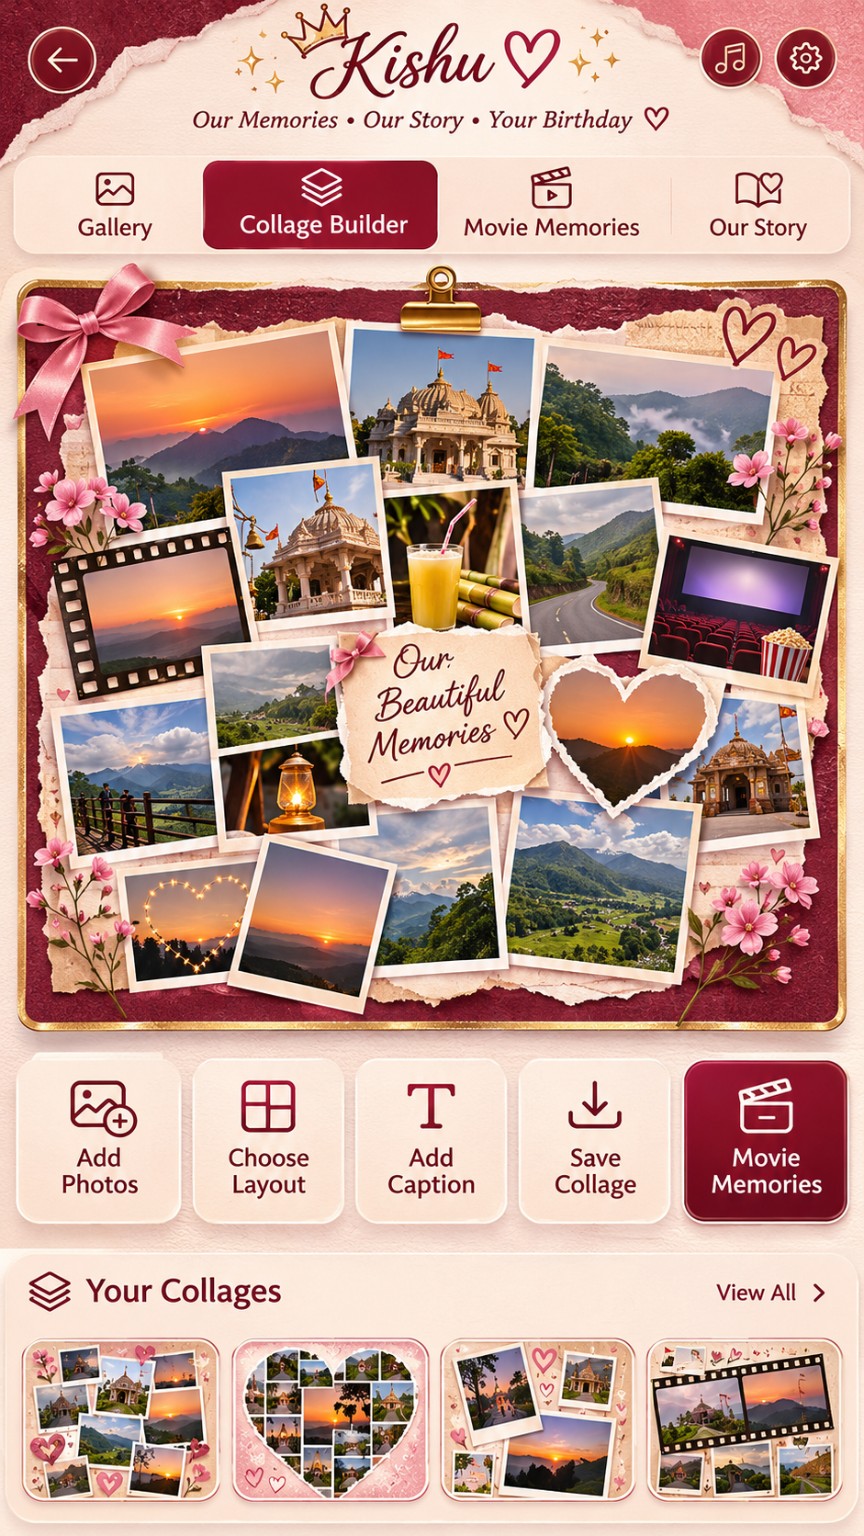 Kishu
Our Memories • Our Story • Your Birthday
Gallery
Collage Builder
Movie Memories
Our Story
Our
Beautiful
Memories
Add
Photos
Choose
Layout
T
Add
Caption
Save
Collage
Movie
Memories
Your Collages
View All